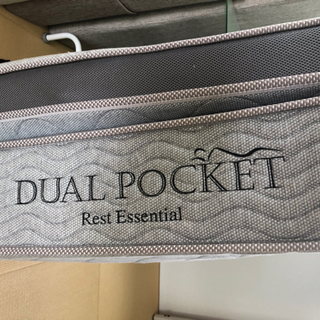 DUAL POCKET
Rest Essential